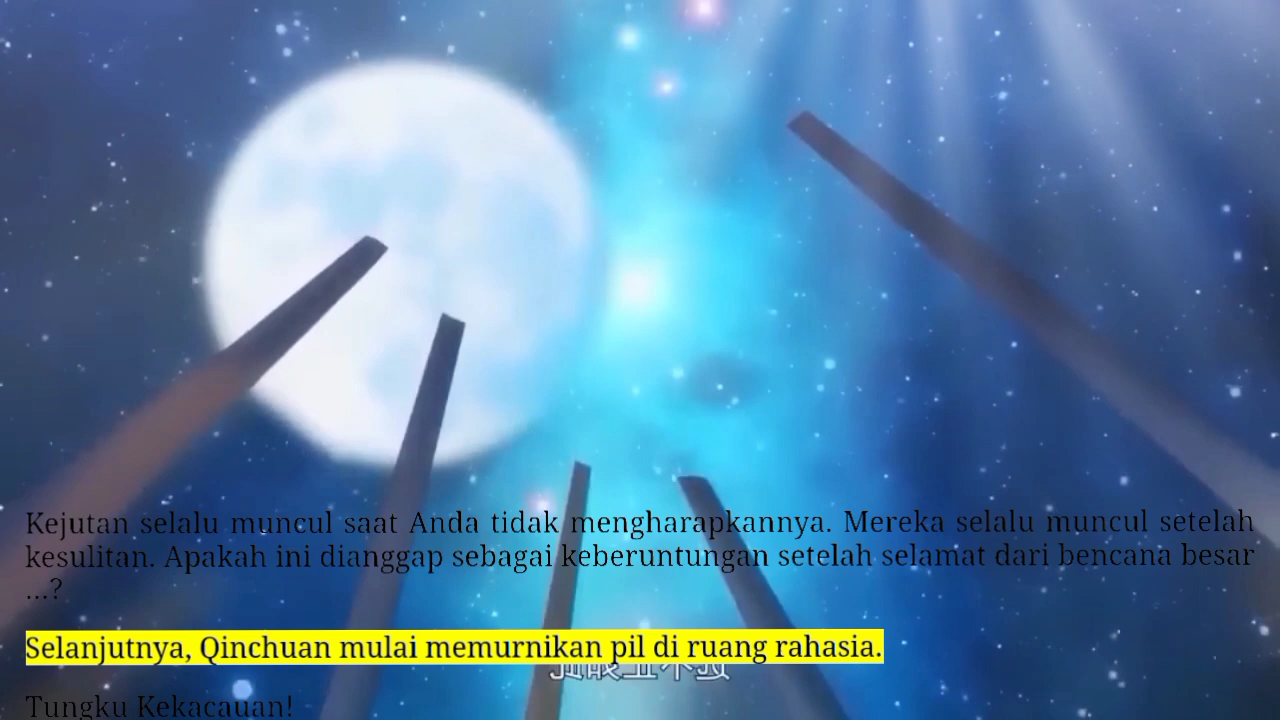 Kejutan selalu muncul saat Anda tidak mengharapkannya. Mereka selalu muncul setelah
kesulitan. Apakah ini dianggap sebagai keberuntungan setelah selamat dari bencana besar
...?
Selanjutnya, Qinchuan mulai memurnikan pil di ruang rahasia.
Tungku Kekacauan!